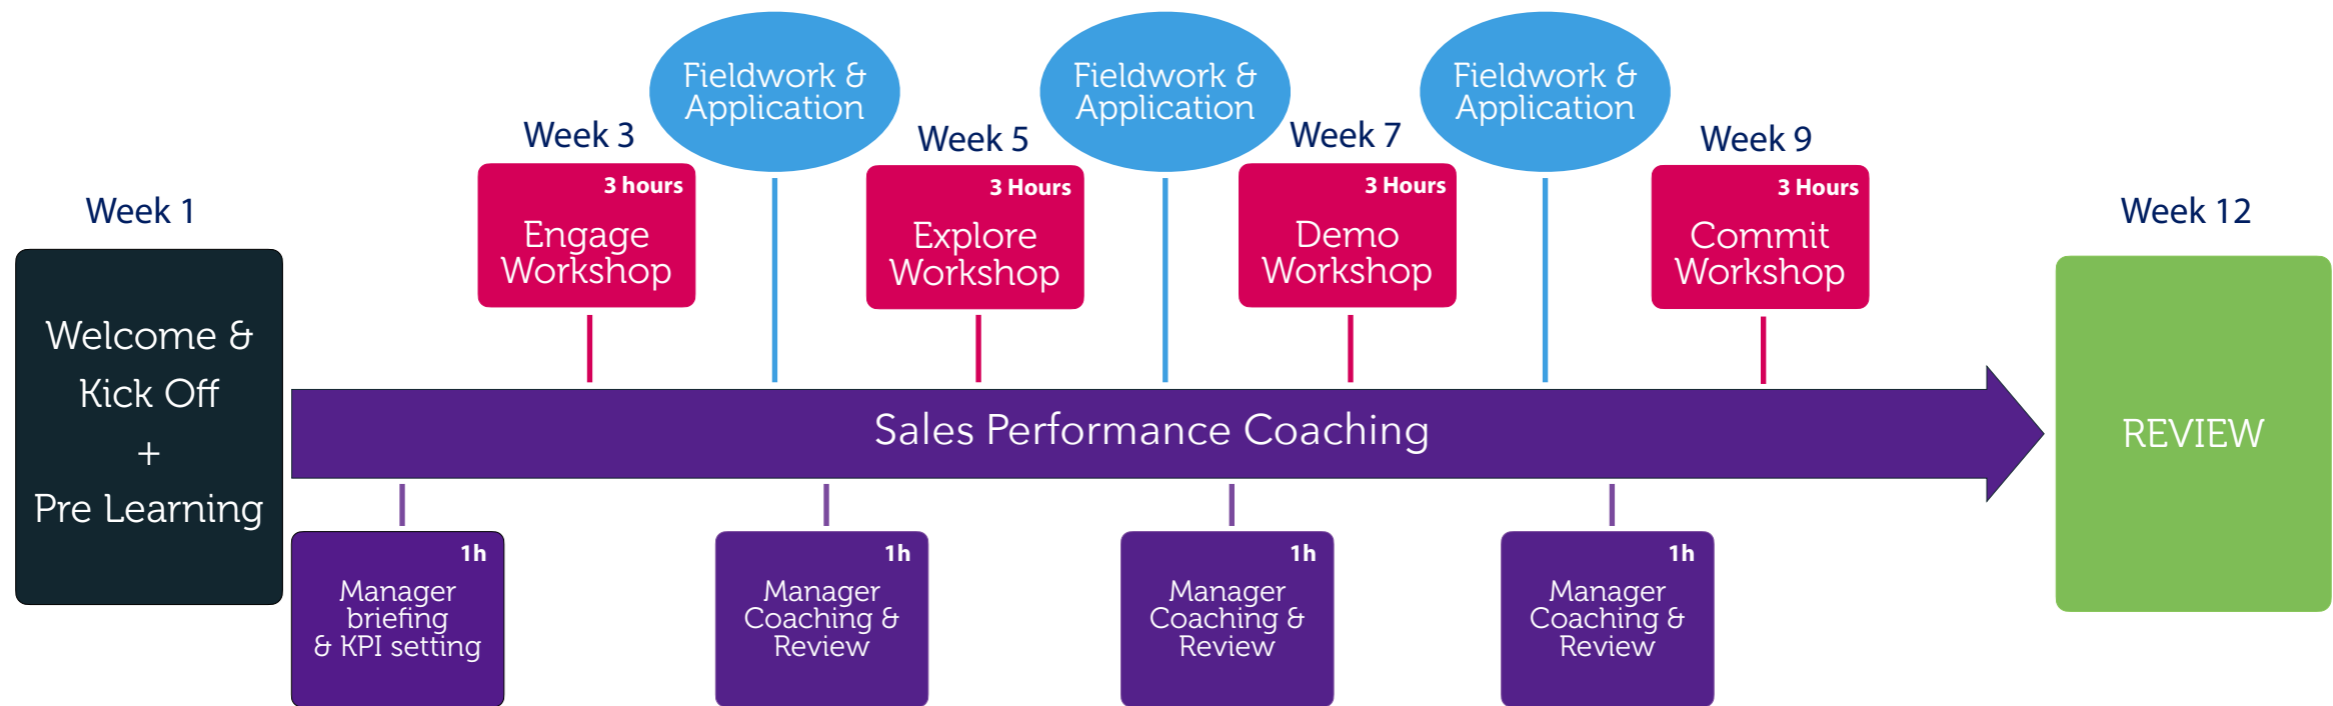 Week 1
Welcome &
Kick Off
+
Pre Learning
Week 3
3 hours
Engage
Workshop
Fieldwork &
Application
Week 5
3 Hours
Explore
Workshop
Fieldwork &
Application
Week 7
3 Hours
Demo
Workshop
Fieldwork &
Application
Week 9
3 Hours
Commit
Workshop
Sales Performance Coaching
1h
Manager
briefing
& KPI setting
1h
Manager
Coaching &
Review
1h
Manager
Coaching &
Review
1h
Manager
Coaching &
Review
Week 12
REVIEW